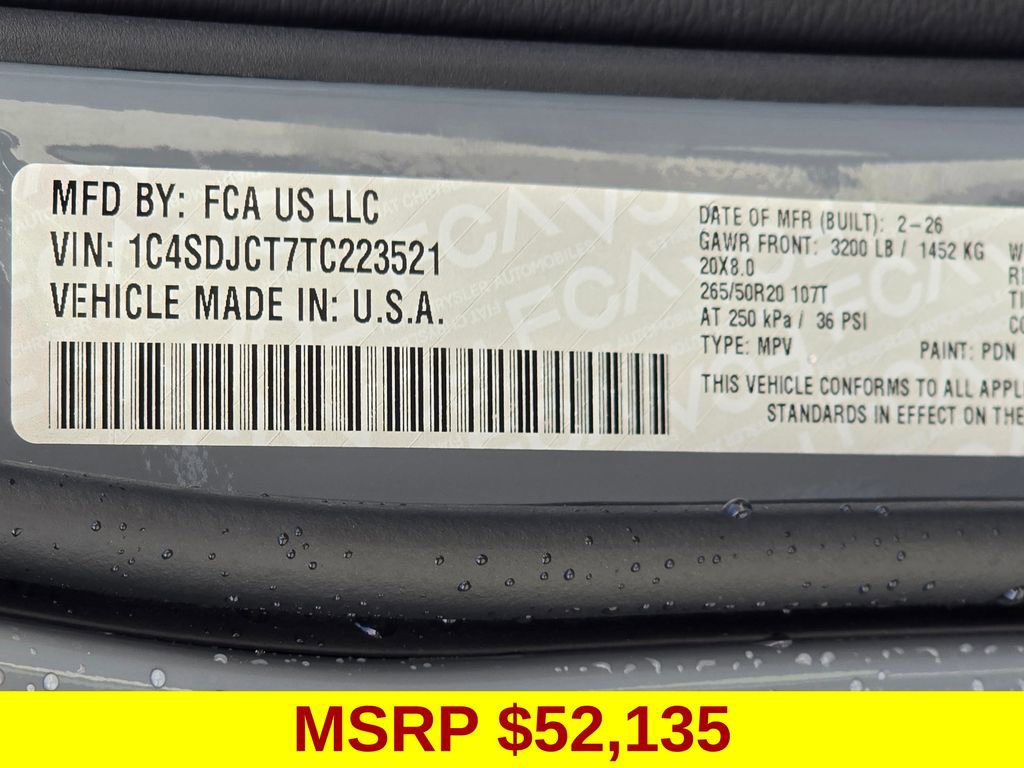 MFD BY: FCA US LLC
VIN: 1C4SDJCT7TC223521
VEHICLE MADE IN: U.S.A.
DATE OF MFR (BUILT): 2-26
GAWR FRONT: 3200 LB / 1452 KG
20X8.0
265/50R20 107T
AT 250 kPa / 36 PSI
TYPE: MPV PAINT: PDN
THIS VEHICLE CONFORMS TO ALL
STANDARDS IN EFFECT ON THE
MSRP $52,135